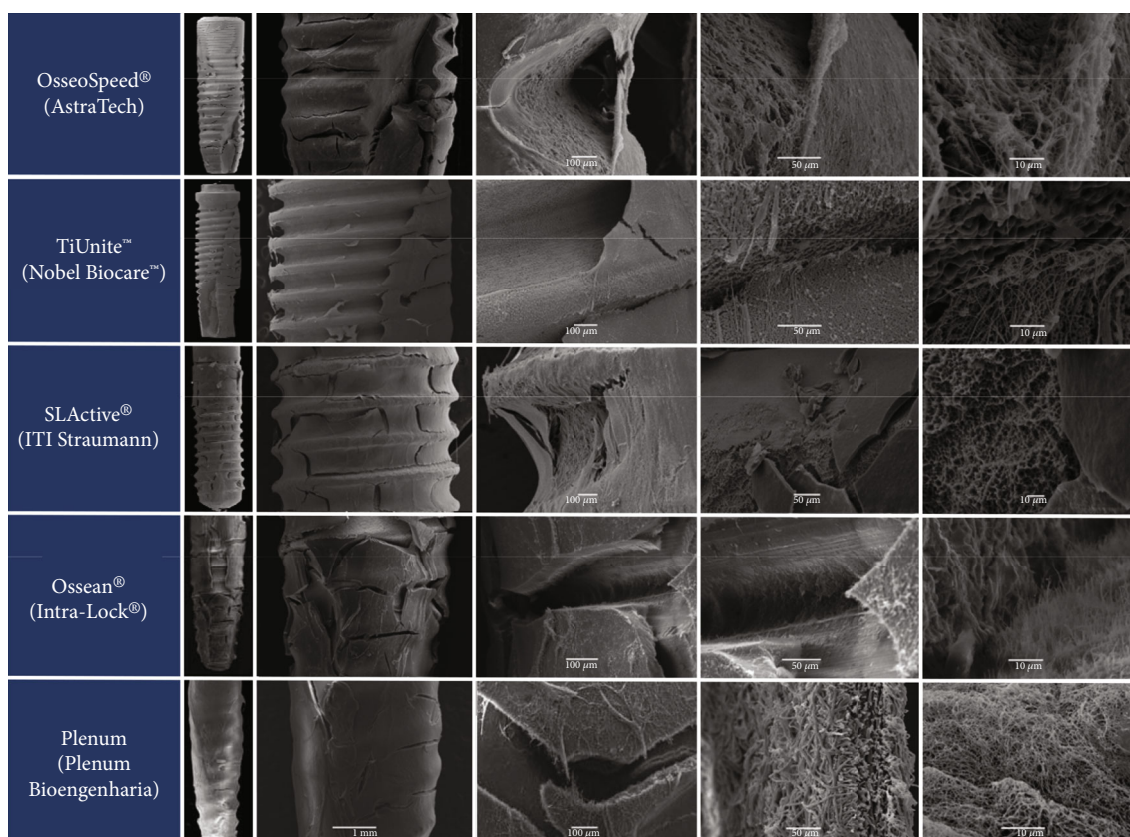 OsseoSpeed®
(AstraTech)
100 µm
50 µm
10 µm
TiUnite™
(Nobel Biocare™)
100 µm
50 µm
10 µm
SLActive®
(ITI Straumann)
100 µm
50 µm
10 µm
Ossean®
(Intra-Lock®)
100 µm
50 µm
10 µm
Plenum
(Plenum
Bioengenharia)
1 mm
100 µm
50 µm
10 µm